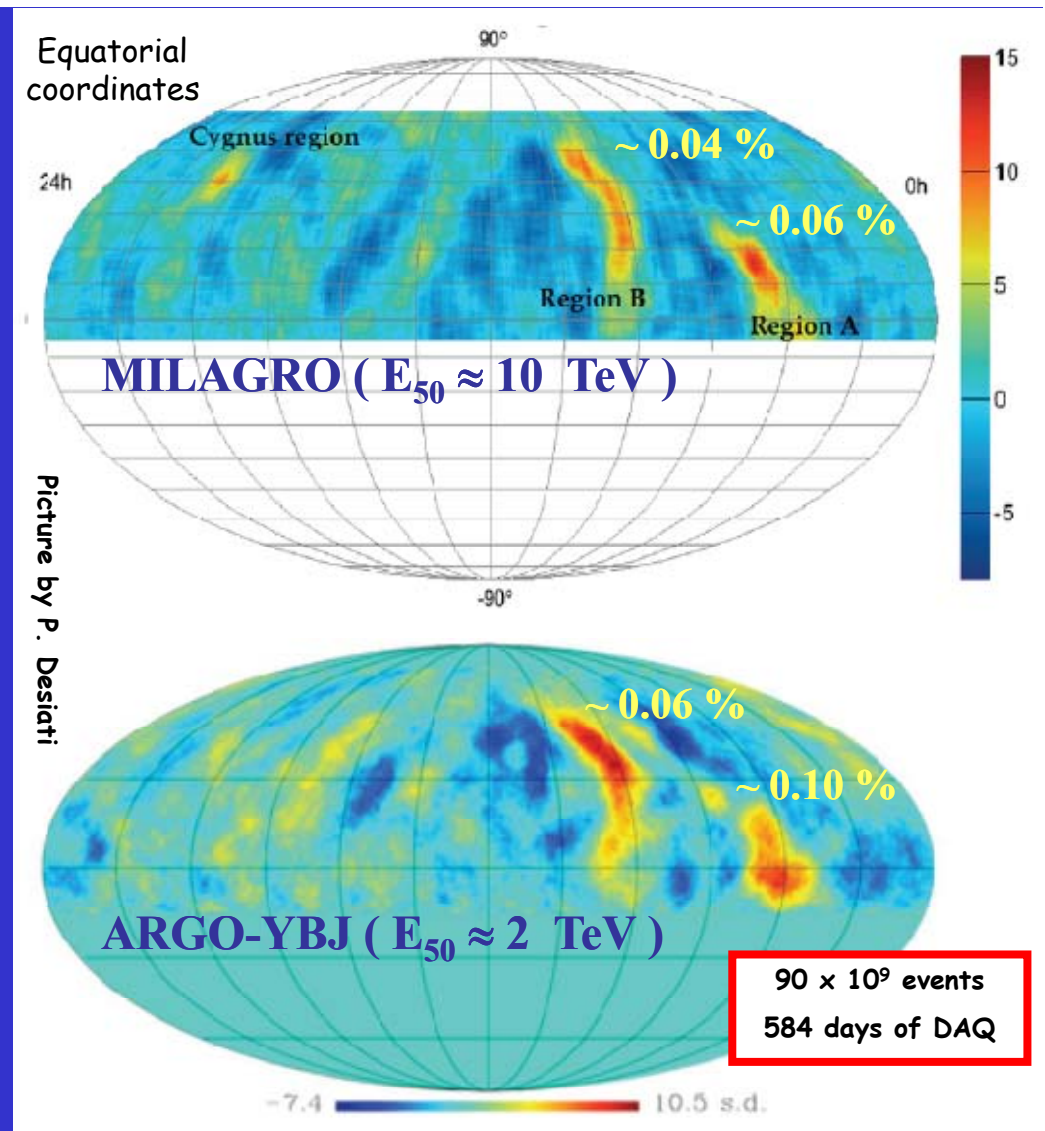 Equatorial
coordinates
90°
15
Cygnus region
~ 0.04 %
10
24h
0h
~ 0.06 %
5
Region B
Region A
MILAGRO ( E₅₀ ≈ 10 TeV )
0
-5
-90°
Picture by P. Desiati
~ 0.06 %
~ 0.10 %
ARGO-YBJ ( E₅₀ ≈ 2 TeV )
90 x 10⁹ events
584 days of DAQ
-7.4
10.5 s.d.